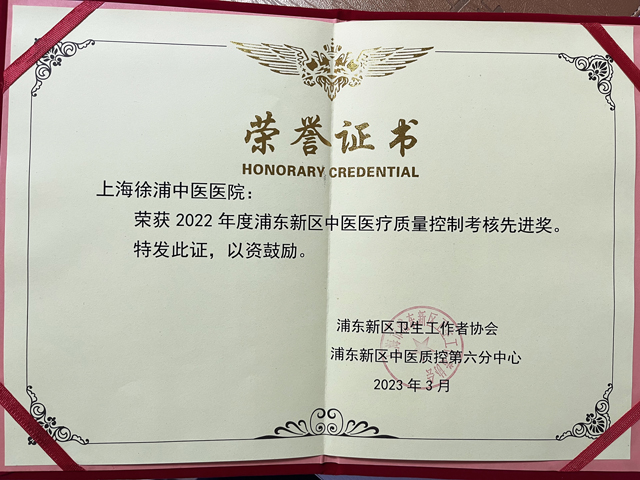 荣誉证书
HONORARY CREDENTIAL
上海徐浦中医医院：
荣获 2022 年度浦东新区中医医疗质量控制考核先进奖。
特发此证，以资鼓励。
浦东新区卫生工作者协会
浦东新区中医质控第六分中心
2023 年 3 月